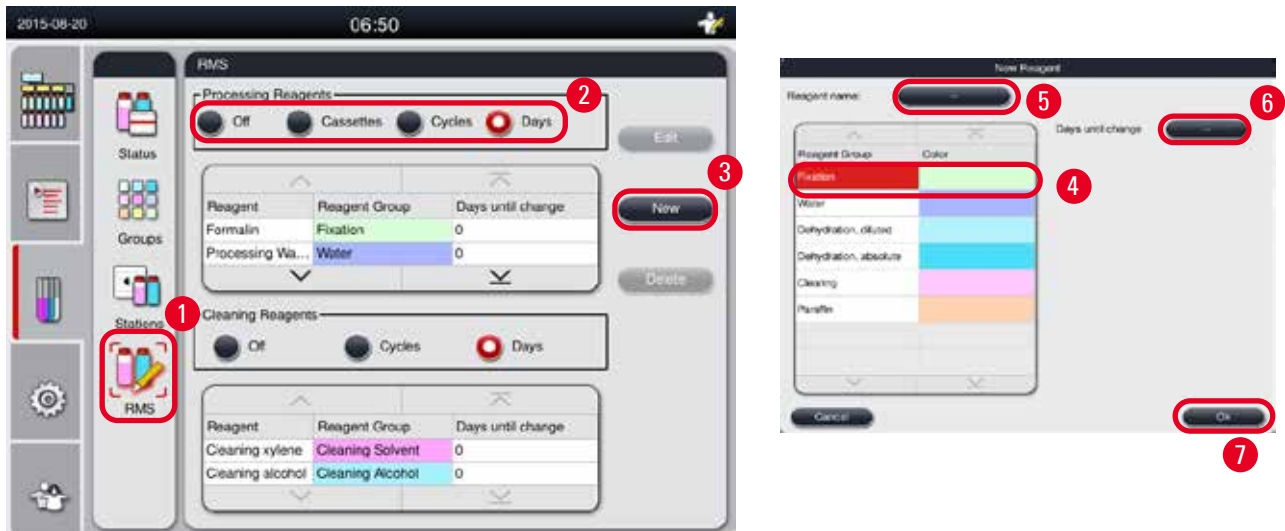 2015-08-20 06:50
RMS
Processing Reagents
2
Off Cassettes Cycles Days
Edit
Status
3
Reagent Reagent Group Days until change
New
Formalin Fixation 0
Groups
Processing Wa... Water 0
Delete
1
Stations
Cleaning Reagents
Off Cycles Days
RMS
Reagent Reagent Group Days until change
Cleaning xylene Cleaning Solvent 0
Cleaning alcohol Cleaning Alcohol 0
New Reagent
Reagent name: --
5
6
Days until change --
Reagent Group Color
Fixation
4
Water
Dehydration, diluted
Dehydration, absolute
Clearing
Paraffin
Cancel Ok
7